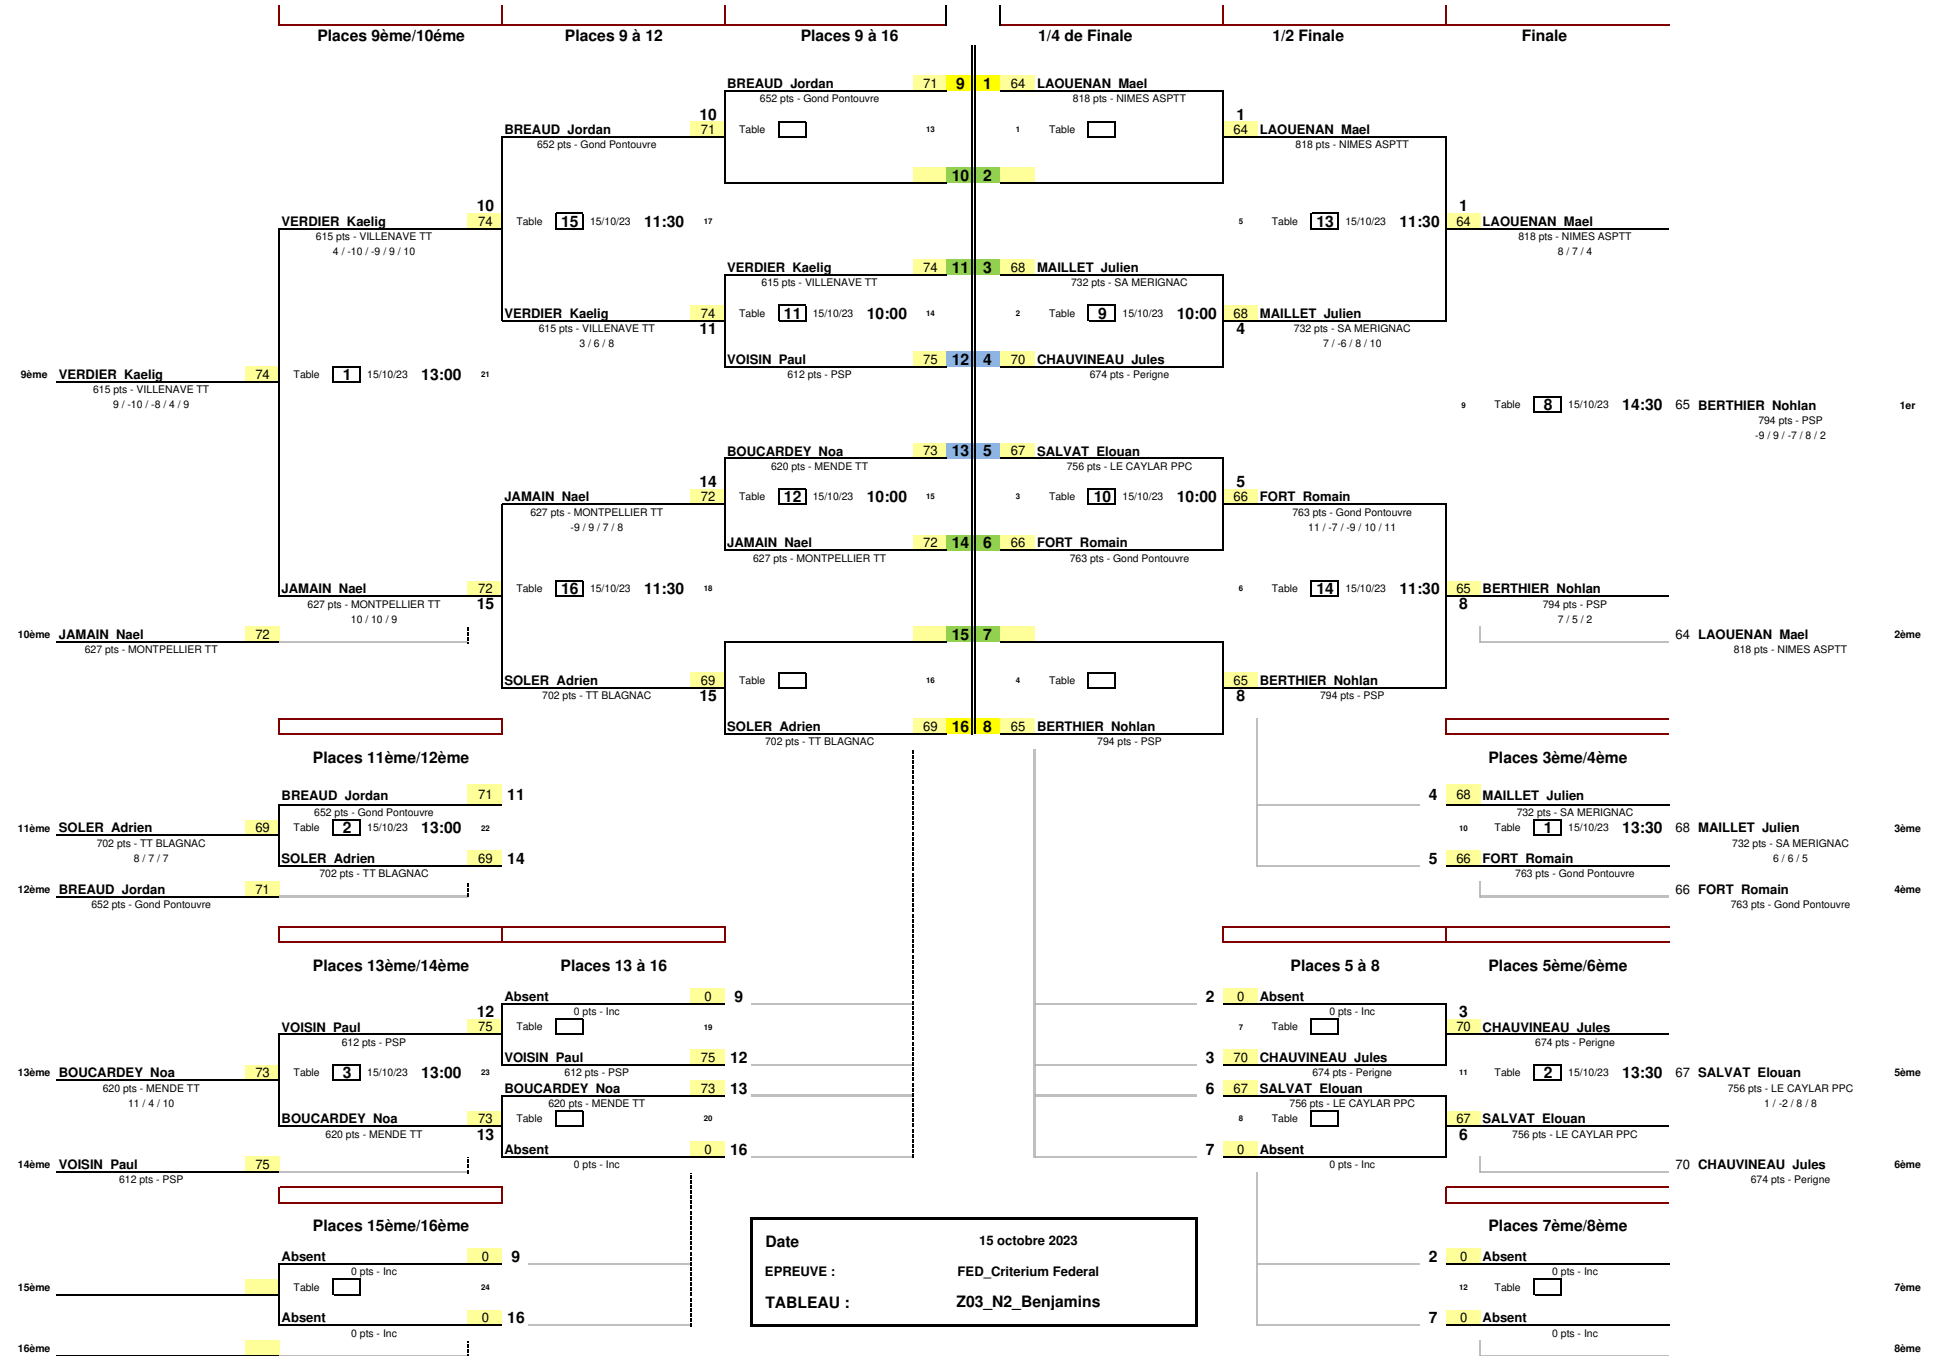 Places 9ème/10éme Places 9 à 12 Places 9 à 16 1/4 de Finale 1/2 Finale Finale
BREAUD Jordan 71 9 1 64 LAOUENAN Mael
652 pts - Gond Pontouvre 818 pts - NIMES ASPTT
10 1
BREAUD Jordan 71 Table 13 1 Table 64 LAOUENAN Mael
652 pts - Gond Pontouvre 818 pts - NIMES ASPTT
10 2
10 1
VERDIER Kaelig 74 Table 15 15/10/23 11:30 17 5 Table 13 15/10/23 11:30 64 LAOUENAN Mael
615 pts - VILLENAVE TT 818 pts - NIMES ASPTT
4 / -10 / -9 / 9 / 10 8 / 7 / 4
VERDIER Kaelig 74 11 3 68 MAILLET Julien
615 pts - VILLENAVE TT 732 pts - SA MERIGNAC
VERDIER Kaelig 74 Table 11 15/10/23 10:00 14 2 Table 9 15/10/23 10:00 68 MAILLET Julien
615 pts - VILLENAVE TT 11 4 732 pts - SA MERIGNAC
3 / 6 / 8 7 / -6 / 8 / 10
VOISIN Paul 75 12 4 70 CHAUVINEAU Jules
612 pts - PSP 674 pts - Perigne
9ème VERDIER Kaelig 74 Table 1 15/10/23 13:00 21
615 pts - VILLENAVE TT
9 / -10 / -8 / 4 / 9
9 Table 8 15/10/23 14:30 65 BERTHIER Nohlan 1er
794 pts - PSP
-9 / 9 / -7 / 8 / 2
BOUCARDEY Noa 73 13 5 67 SALVAT Elouan
620 pts - MENDE TT 756 pts - LE CAYLAR PPC
14 5
JAMAIN Nael 72 Table 12 15/10/23 10:00 15 3 Table 10 15/10/23 10:00 66 FORT Romain
627 pts - MONTPELLIER TT 763 pts - Gond Pontouvre
-9 / 9 / 7 / 8 11 / -7 / -9 / 10 / 11
JAMAIN Nael 72 14 6 66 FORT Romain
627 pts - MONTPELLIER TT 763 pts - Gond Pontouvre
JAMAIN Nael 72 Table 16 15/10/23 11:30 18 6 Table 14 15/10/23 11:30 65 BERTHIER Nohlan
627 pts - MONTPELLIER TT 15 8 794 pts - PSP
10 / 10 / 9 7 / 5 / 2
10ème JAMAIN Nael 72 15 7 64 LAOUENAN Mael 2ème
627 pts - MONTPELLIER TT 818 pts - NIMES ASPTT
SOLER Adrien 69 Table 16 4 Table 65 BERTHIER Nohlan
702 pts - TT BLAGNAC 15 8 794 pts - PSP
SOLER Adrien 69 16 8 65 BERTHIER Nohlan
702 pts - TT BLAGNAC 794 pts - PSP
Places 11ème/12ème Places 3ème/4ème
BREAUD Jordan 71 11 4 68 MAILLET Julien
652 pts - Gond Pontouvre 732 pts - SA MERIGNAC
11ème SOLER Adrien 69 Table 2 15/10/23 13:00 22 10 Table 1 15/10/23 13:30 68 MAILLET Julien 3ème
702 pts - TT BLAGNAC 732 pts - SA MERIGNAC
8 / 7 / 7 6 / 6 / 5
SOLER Adrien 69 14 5 66 FORT Romain
702 pts - TT BLAGNAC 763 pts - Gond Pontouvre
12ème BREAUD Jordan 71 66 FORT Romain 4ème
652 pts - Gond Pontouvre 763 pts - Gond Pontouvre
Places 13ème/14ème Places 13 à 16 Places 5 à 8 Places 5ème/6ème
Absent 0 9 2 0 Absent
0 pts - Inc 0 pts - Inc
12 3
VOISIN Paul 75 Table 19 7 Table 70 CHAUVINEAU Jules
612 pts - PSP 674 pts - Perigne
VOISIN Paul 75 12 3 70 CHAUVINEAU Jules
612 pts - PSP 674 pts - Perigne
13ème BOUCARDEY Noa 73 Table 3 15/10/23 13:00 23 11 Table 2 15/10/23 13:30 67 SALVAT Elouan 5ème
620 pts - MENDE TT 756 pts - LE CAYLAR PPC
11 / 4 / 10 1 / -2 / 8 / 8
BOUCARDEY Noa 73 13 6 67 SALVAT Elouan
620 pts - MENDE TT 756 pts - LE CAYLAR PPC
BOUCARDEY Noa 73 Table 20 8 Table 67 SALVAT Elouan
620 pts - MENDE TT 13 6 756 pts - LE CAYLAR PPC
Absent 0 16 7 0 Absent
0 pts - Inc 0 pts - Inc
14ème VOISIN Paul 75 70 CHAUVINEAU Jules 6ème
612 pts - PSP 674 pts - Perigne
Places 15ème/16ème Places 7ème/8ème
Date 15 octobre 2023
Absent 0 9 2 0 Absent
0 pts - Inc 0 pts - Inc
EPREUVE : FED_Criterium Federal
15ème Table 24 12 Table 7ème
TABLEAU : Z03_N2_Benjamins
Absent 0 16 7 0 Absent
0 pts - Inc 0 pts - Inc
16ème 8ème